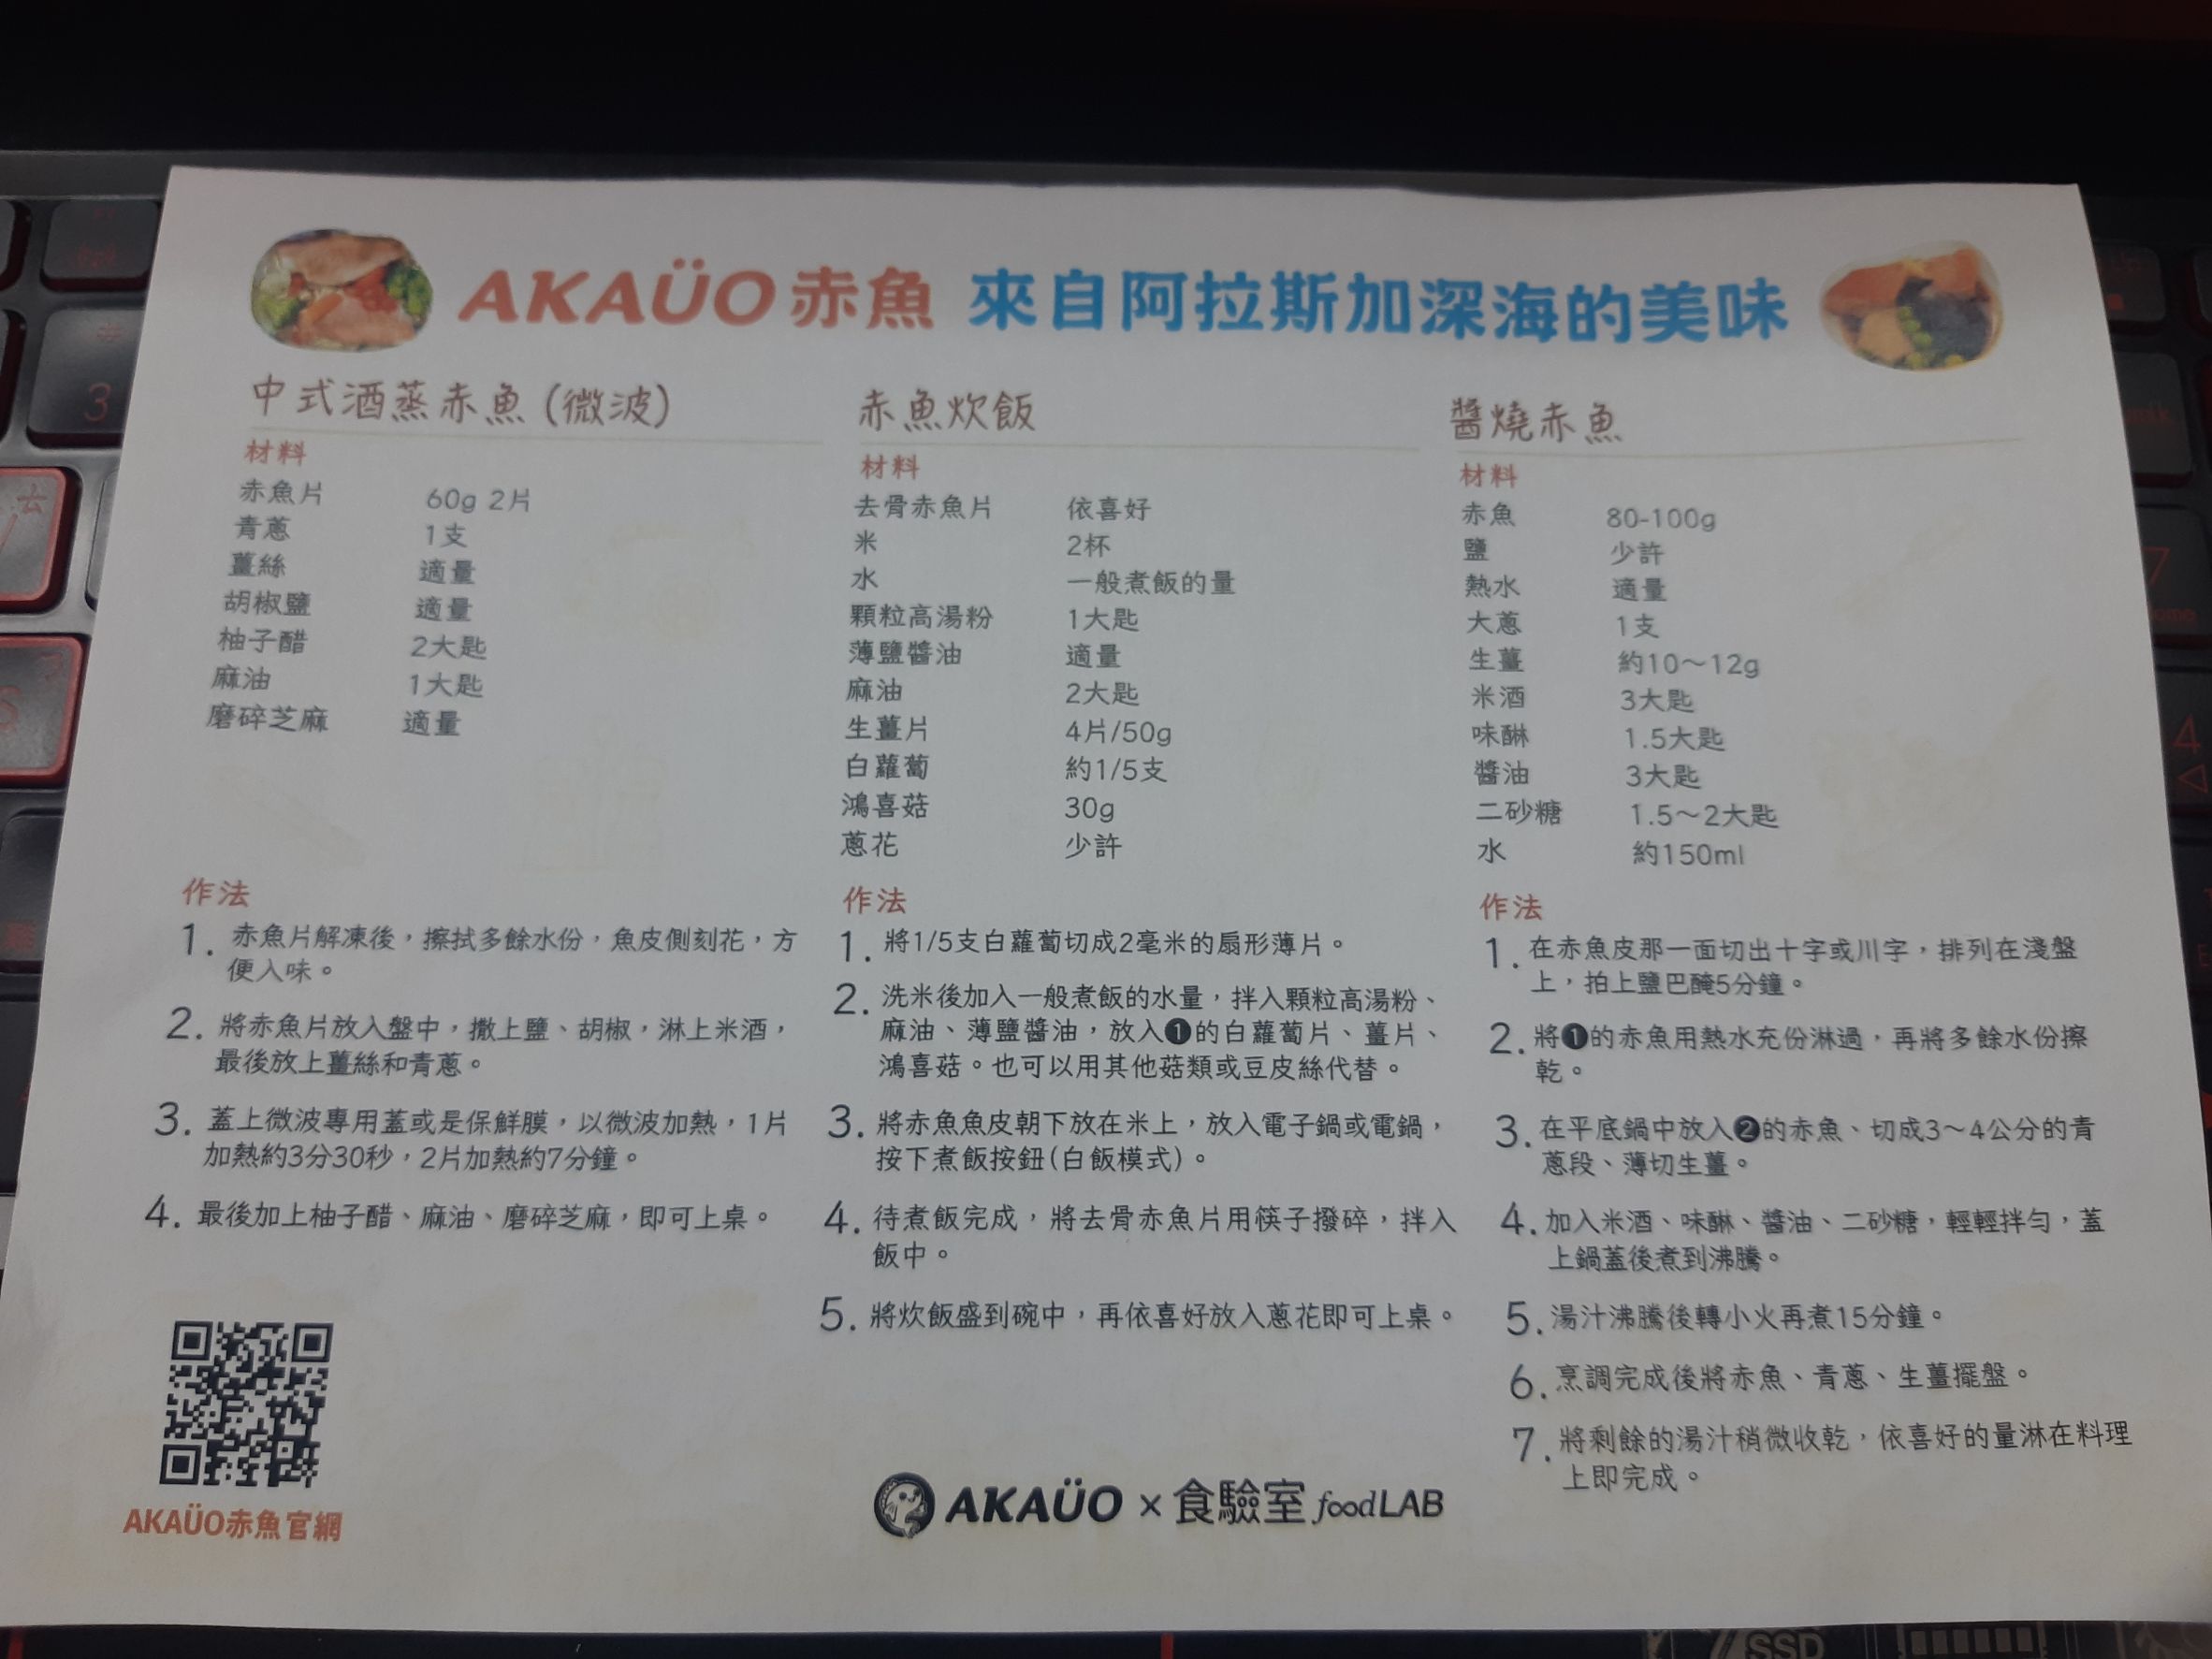 AKAÜO赤魚 來自阿拉斯加深海的美味
中式酒蒸赤魚(微波)
材料
赤魚片 60g 2片
青蔥 1支
薑絲 適量
胡椒鹽 適量
柚子醋 2大匙
麻油 1大匙
磨碎芝麻 適量
作法
1. 赤魚片解凍後，擦拭多餘水份，魚皮側刻花，方
便入味。
2. 將赤魚片放入盤中，撒上鹽、胡椒，淋上米酒，
最後放上薑絲和青蔥。
3. 蓋上微波專用蓋或是保鮮膜，以微波加熱，1片
加熱約3分30秒，2片加熱約7分鐘。
4. 最後加上柚子醋、麻油、磨碎芝麻，即可上桌。
AKAÜO赤魚官網
赤魚炊飯
材料
去骨赤魚片 依喜好
米 2杯
水 一般煮飯的量
顆粒高湯粉 1大匙
薄鹽醬油 適量
麻油 2大匙
生薑片 4片/50g
白蘿蔔 約1/5支
鴻喜菇 30g
蔥花 少許
作法
1. 將1/5支白蘿蔔切成2毫米的扇形薄片。
2. 洗米後加入一般煮飯的水量，拌入顆粒高湯粉、
麻油、薄鹽醬油，放入❶的白蘿蔔片、薑片、
鴻喜菇。也可以用其他菇類或豆皮絲代替。
3. 將赤魚魚皮朝下放在米上，放入電子鍋或電鍋，
按下煮飯按鈕(白飯模式)。
4. 待煮飯完成，將去骨赤魚片用筷子撥碎，拌入
飯中。
5. 將炊飯盛到碗中，再依喜好放入蔥花即可上桌。
AKAÜO × 食驗室 foodLAB
醬燒赤魚
材料
赤魚 80-100g
鹽 少許
熱水 適量
大蔥 1支
生薑 約10～12g
米酒 3大匙
味醂 1.5大匙
醬油 3大匙
二砂糖 1.5～2大匙
水 約150ml
作法
1. 在赤魚皮那一面切出十字或川字，排列在淺盤
上，拍上鹽巴醃5分鐘。
2. 將❶的赤魚用熱水充份淋過，再將多餘水份擦
乾。
3. 在平底鍋中放入❷的赤魚、切成3～4公分的青
蔥段、薄切生薑。
4. 加入米酒、味醂、醬油、二砂糖，輕輕拌勻，蓋
上鍋蓋後煮到沸騰。
5. 湯汁沸騰後轉小火再煮15分鐘。
6. 烹調完成後將赤魚、青蔥、生薑擺盤。
7. 將剩餘的湯汁稍微收乾，依喜好的量淋在料理
上即完成。
SSD